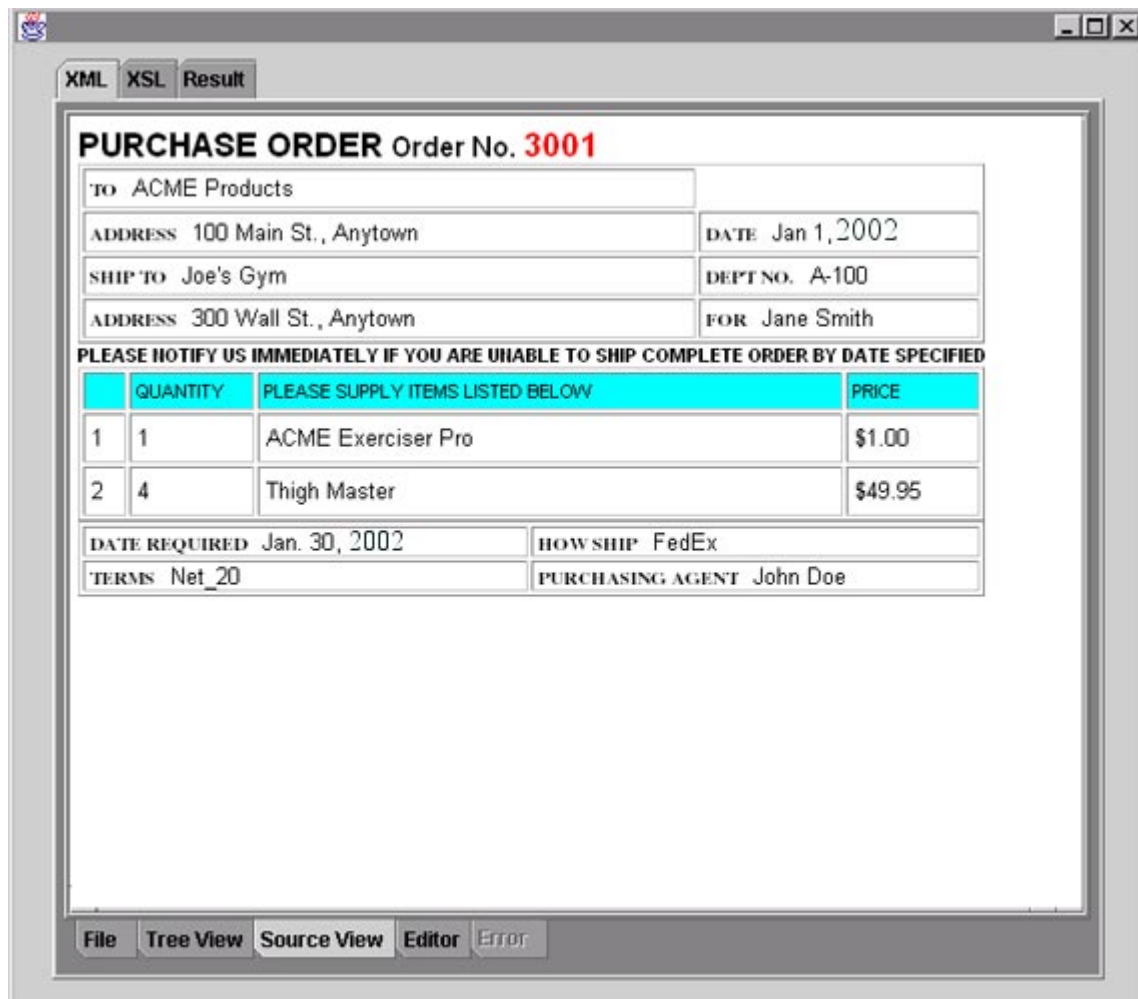 XML XSL Result
PURCHASE ORDER Order No. 3001
TO ACME Products
ADDRESS 100 Main St., Anytown DATE Jan 1, 2002
SHIP TO Joe's Gym DEPT NO. A-100
ADDRESS 300 Wall St., Anytown FOR Jane Smith
PLEASE NOTIFY US IMMEDIATELY IF YOU ARE UNABLE TO SHIP COMPLETE ORDER BY DATE SPECIFIED
QUANTITY PLEASE SUPPLY ITEMS LISTED BELOW PRICE
1 1 ACME Exerciser Pro $1.00
2 4 Thigh Master $49.95
DATE REQUIRED Jan. 30, 2002 HOW SHIP FedEx
TERMS Net_20 PURCHASING AGENT John Doe
File Tree View Source View Editor Error